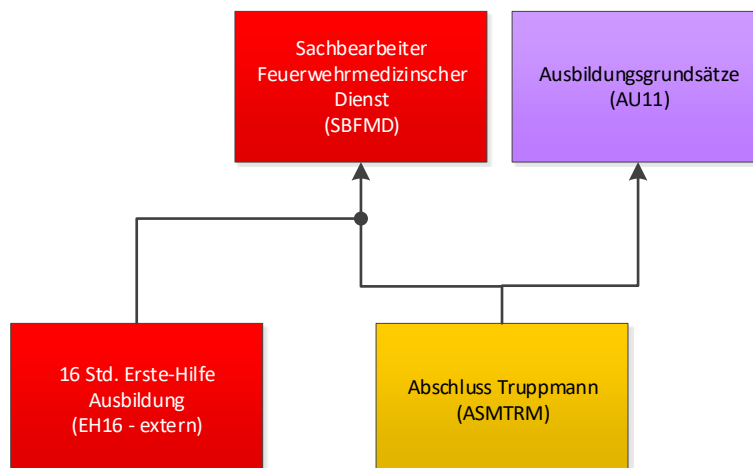 Sachbearbeiter
Feuerwehrmedizinscher
Dienst
(SBFMD)
Ausbildungsgrundsätze
(AU11)
16 Std. Erste-Hilfe
Ausbildung
(EH16 - extern)
Abschluss Truppmann
(ASMTRM)